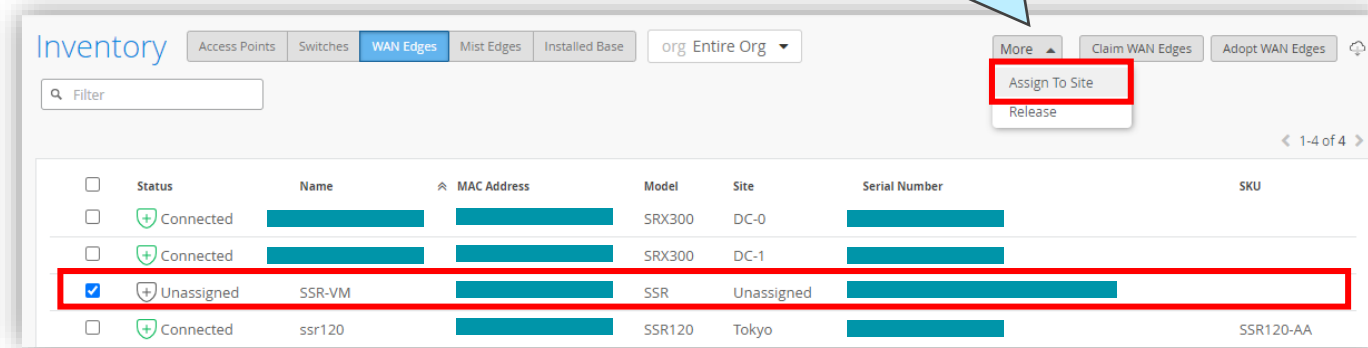 Inventory Access Points Switches WAN Edges Mist Edges Installed Base org Entire Org More Claim WAN Edges Adopt WAN Edges
Filter
Assign To Site
Release
< 1-4 of 4 >
Status Name MAC Address Model Site Serial Number SKU
Connected SRX300 DC-0
Connected SRX300 DC-1
Unassigned SSR-VM SSR Unassigned
Connected ssr120 SSR120 Tokyo SSR120-AA